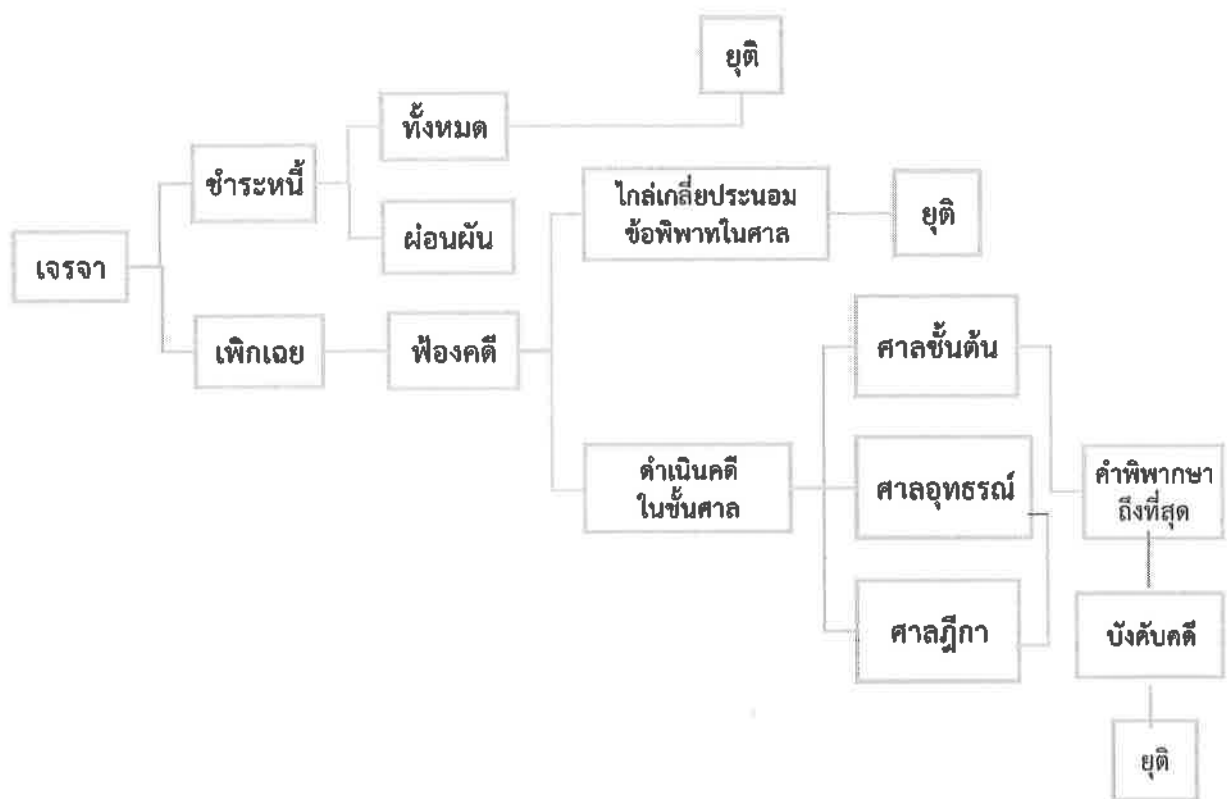 ยุติ
ทั้งหมด
ชำระหนี้
ไกล่เกลี่ยประนอม
ข้อพิพาทในศาล
ยุติ
ผ่อนผัน
เจรจา
เพิกเฉย
ฟ้องคดี
ศาลชั้นต้น
ดำเนินคดี
ในขั้นศาล
ศาลอุทธรณ์
คำพิพากษา
ถึงที่สุด
ศาลฎีกา
บังคับคดี
ยุติ